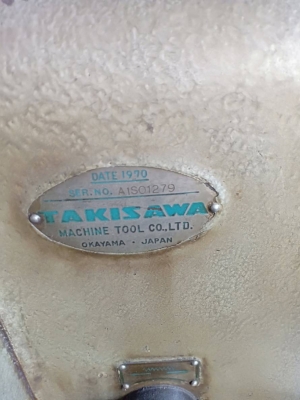 DATE 1970
SER.NO. A1S01279
TAKISAWA
MACHINE TOOL CO.,LTD.
OKAYAMA · JAPAN